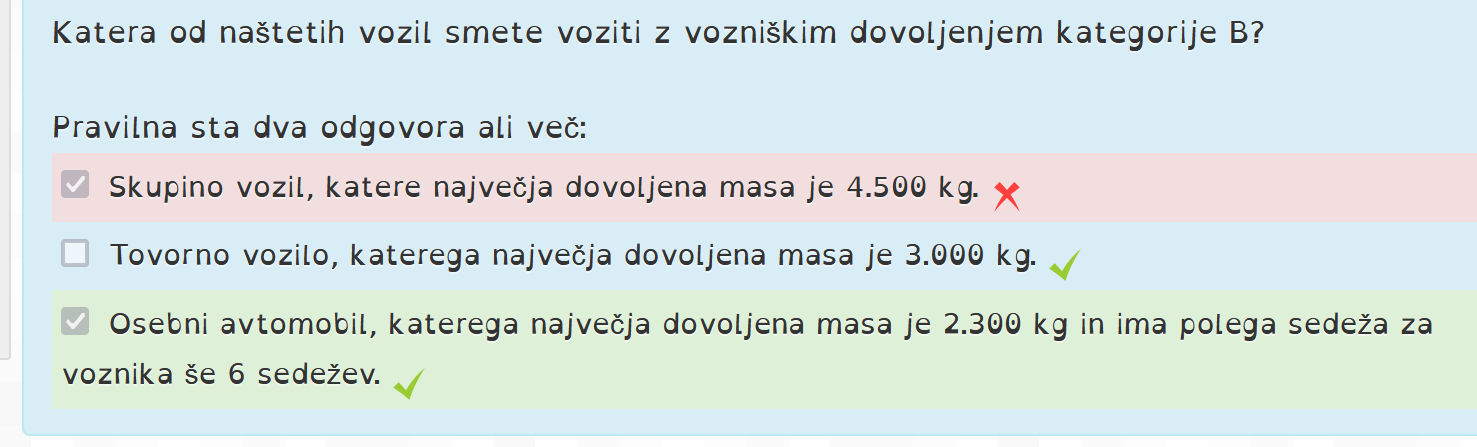 Katera od naštetih vozil smete voziti z vozniškim dovoljenjem kategorije B?
Pravilna sta dva odgovora ali več:
Skupino vozil, katere največja dovoljena masa je 4.500 kg.
Tovorno vozilo, katerega največja dovoljena masa je 3.000 kg.
Osebni avtomobil, katerega največja dovoljena masa je 2.300 kg in ima polega sedeža za
voznika še 6 sedežev.